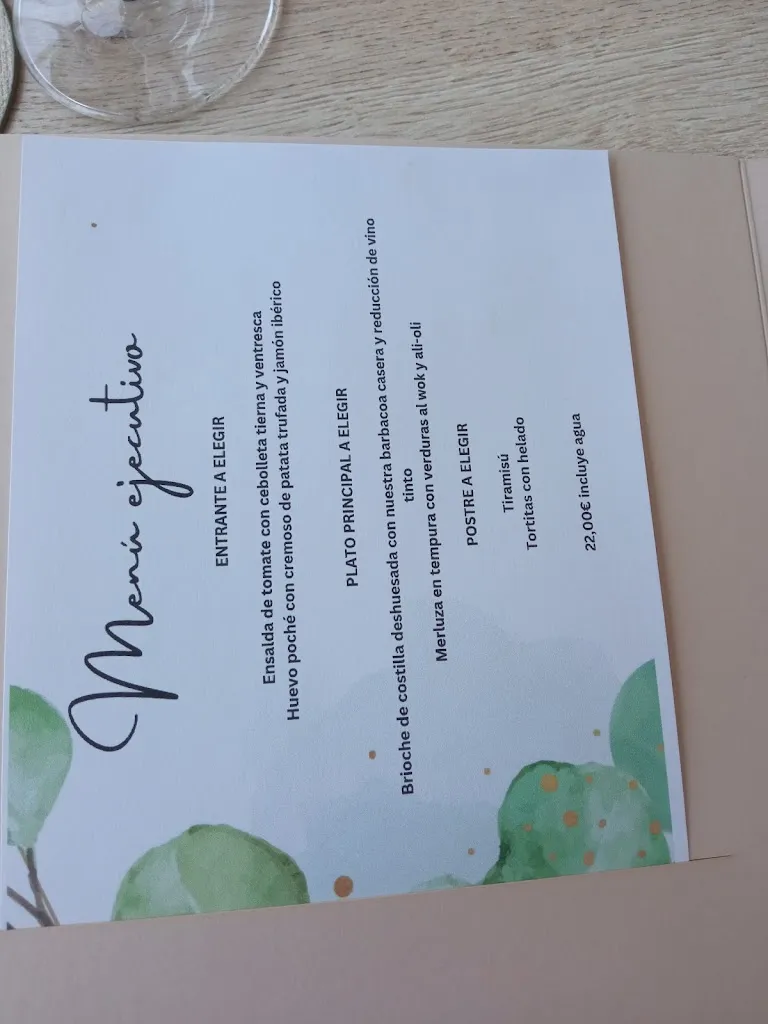 Menú ejecutivo
ENTRANTE A ELEGIR
Ensalda de tomate con cebolleta tierna y ventresca
Huevo poché con cremoso de patata trufada y jamón ibérico
PLATO PRINCIPAL A ELEGIR
Brioche de costilla deshuesada con nuestra barbacoa casera y reducción de vino
tinto
Merluza en tempura con verduras al wok y ali-oli
POSTRE A ELEGIR
Tiramisú
Tortitas con helado
22,00€ incluye agua